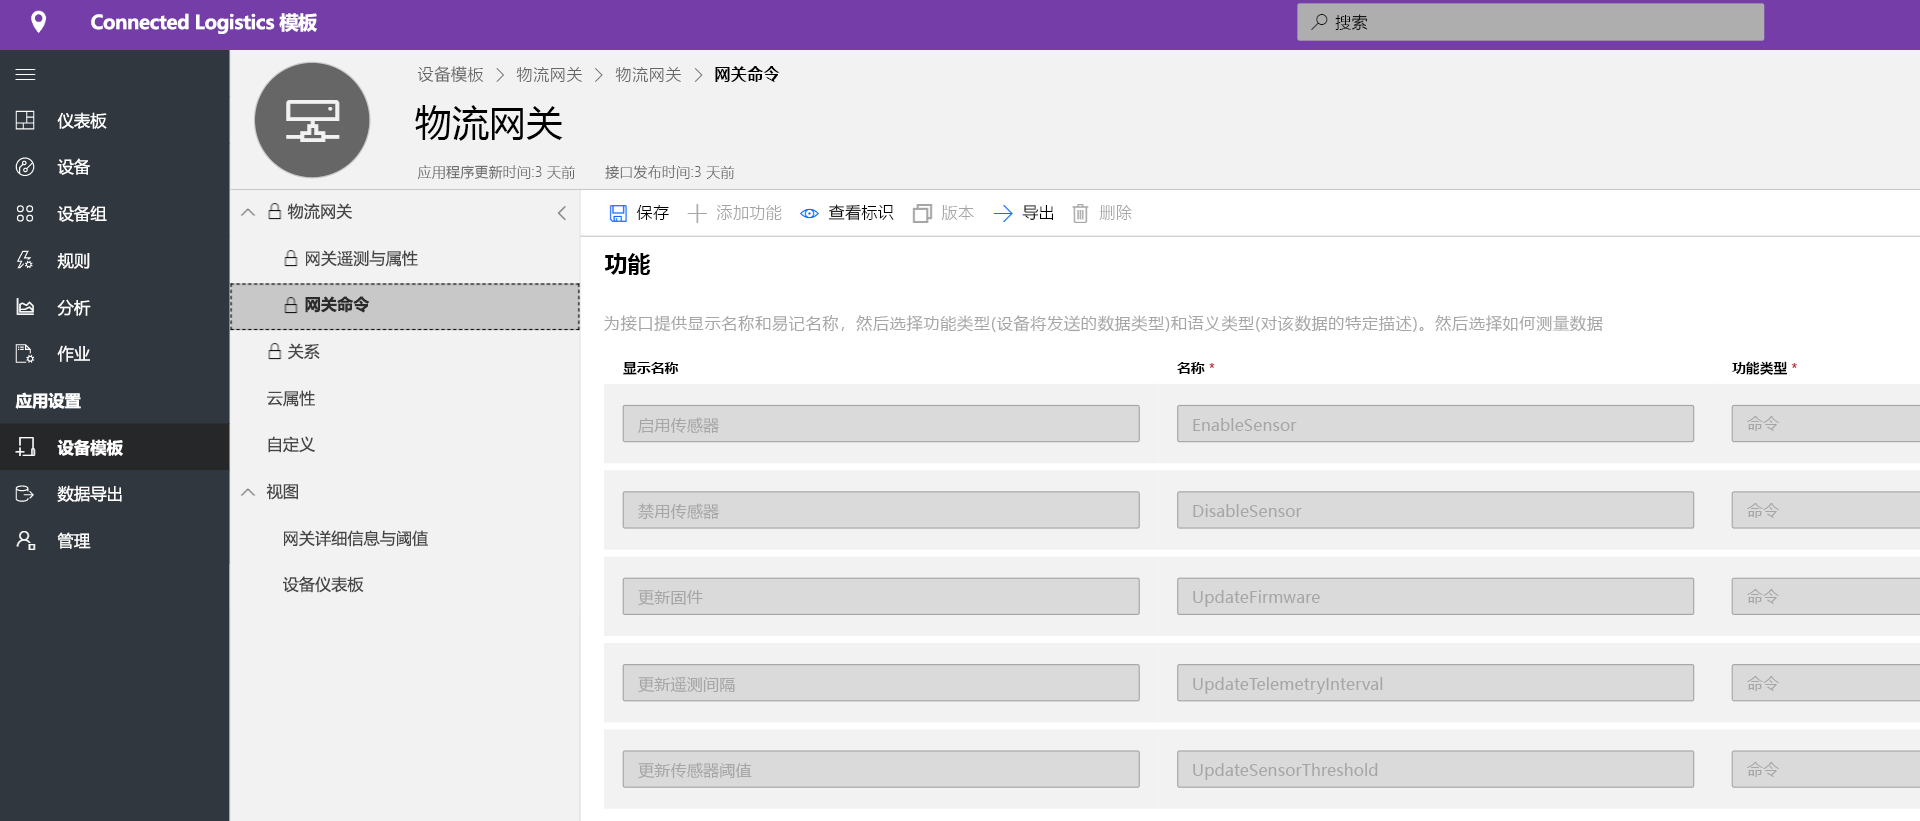 Connected Logistics 模板
搜索
仪表板
设备
设备组
规则
分析
作业
应用设置
设备模板
数据导出
管理
设备模板 > 物流网关 > 物流网关 > 网关命令
物流网关
应用程序更新时间:3 天前 接口发布时间:3 天前
物流网关
网关遥测与属性
网关命令
关系
云属性
自定义
视图
网关详细信息与阈值
设备仪表板
保存 添加功能 查看标识 版本 导出 删除
功能
为接口提供显示名称和易记名称，然后选择功能类型(设备将发送的数据类型)和语义类型(对该数据的特定描述)。然后选择如何测量数据
显示名称 名称 * 功能类型 *
启用传感器 EnableSensor 命令
禁用传感器 DisableSensor 命令
更新固件 UpdateFirmware 命令
更新遥测间隔 UpdateTelemetryInterval 命令
更新传感器阈值 UpdateSensorThreshold 命令